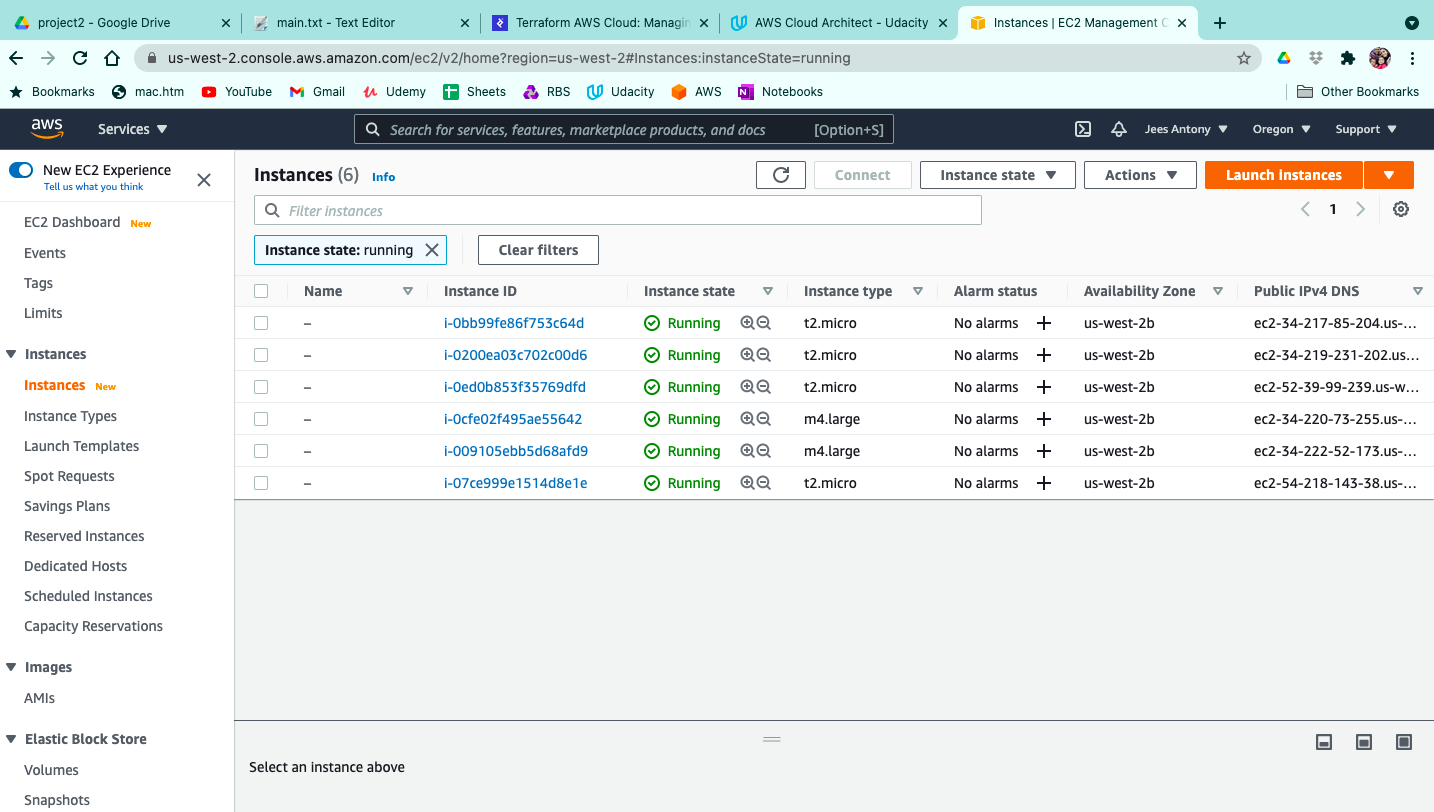 project2 - Google Drive
main.txt - Text Editor
Terraform AWS Cloud: Managin
AWS Cloud Architect - Udacity
Instances | EC2 Management C
us-west-2.console.aws.amazon.com/ec2/v2/home?region=us-west-2#Instances:instanceState=running
Bookmarks mac.htm YouTube Gmail Udemy Sheets RBS Udacity AWS Notebooks Other Bookmarks
aws Services Search for services, features, marketplace products, and docs [Option+S] Jees Antony Oregon Support
New EC2 Experience
Tell us what you think
EC2 Dashboard New
Events
Tags
Limits
Instances
Instances New
Instance Types
Launch Templates
Spot Requests
Savings Plans
Reserved Instances
Dedicated Hosts
Scheduled Instances
Capacity Reservations
Images
AMIs
Elastic Block Store
Volumes
Snapshots
Instances (6) Info Connect Instance state Actions Launch instances
Filter instances 1
Instance state: running Clear filters
Name Instance ID Instance state Instance type Alarm status Availability Zone Public IPv4 DNS
– i-0bb99fe86f753c64d Running t2.micro No alarms us-west-2b ec2-34-217-85-204.us-...
– i-0200ea03c702c00d6 Running t2.micro No alarms us-west-2b ec2-34-219-231-202.us...
– i-0ed0b853f35769dfd Running t2.micro No alarms us-west-2b ec2-52-39-99-239.us-w...
– i-0cfe02f495ae55642 Running m4.large No alarms us-west-2b ec2-34-220-73-255.us-...
– i-009105ebb5d68afd9 Running m4.large No alarms us-west-2b ec2-34-222-52-173.us-...
– i-07ce999e1514d8e1e Running t2.micro No alarms us-west-2b ec2-54-218-143-38.us-...
Select an instance above